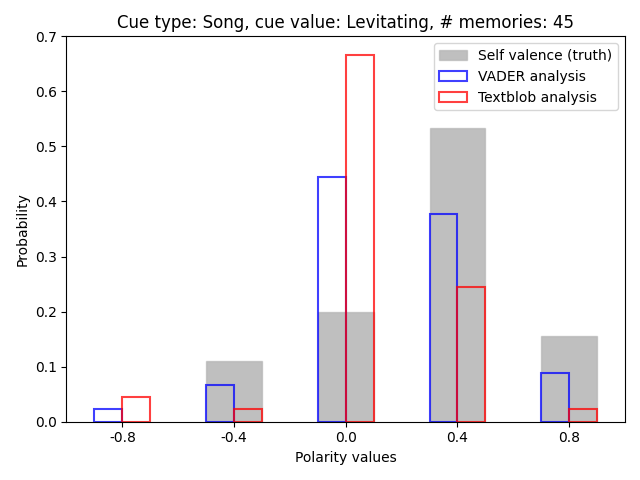 Cue type: Song, cue value: Levitating, # memories: 45
Self valence (truth)
VADER analysis
Textblob analysis
Probability
0.7
0.6
0.5
0.4
0.3
0.2
0.1
0.0
-0.8 -0.4 0.0 0.4 0.8
Polarity values